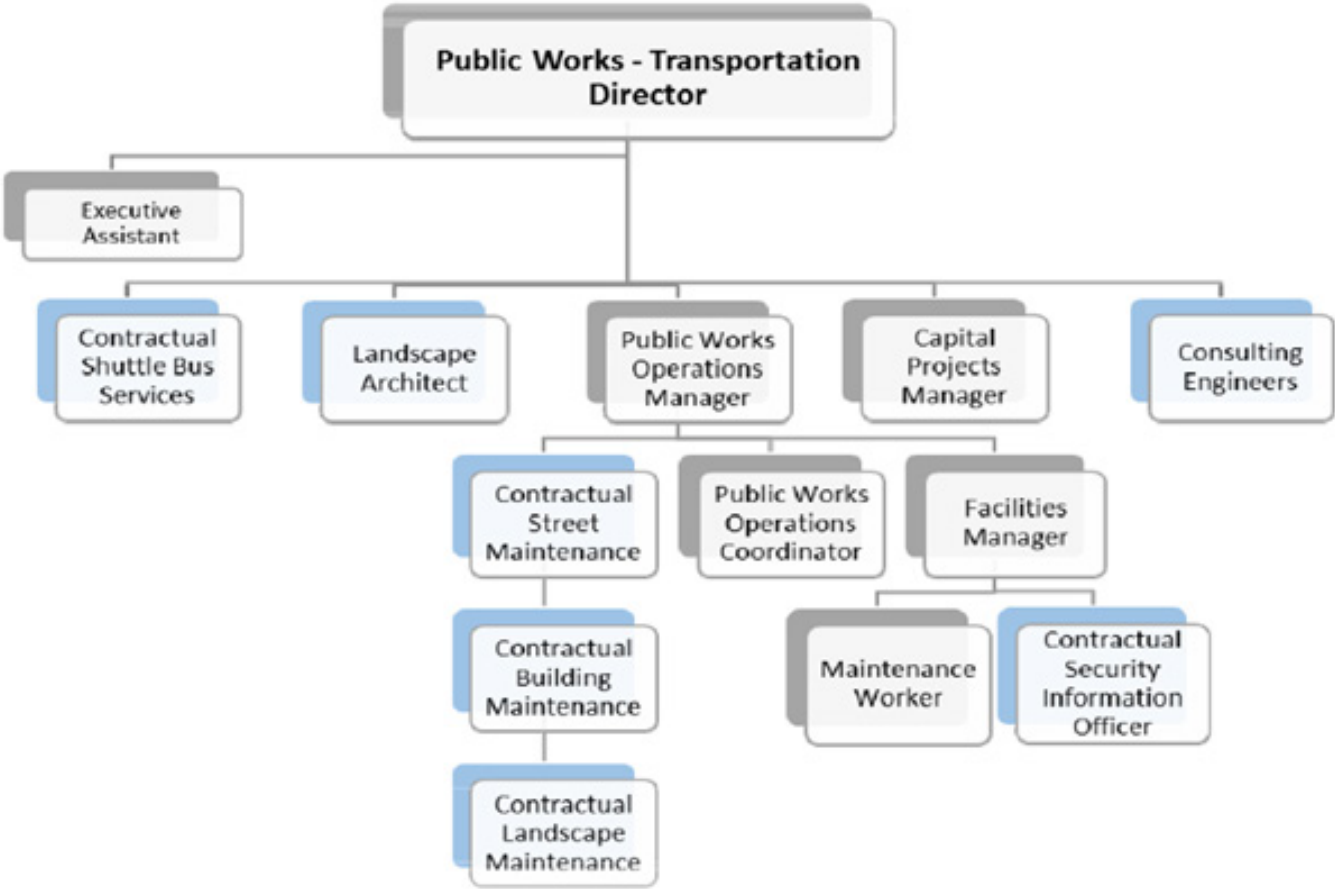 Public Works - Transportation
Director
Executive
Assistant
Contractual
Shuttle Bus
Services
Landscape
Architect
Public Works
Operations
Manager
Capital
Projects
Manager
Consulting
Engineers
Contractual
Street
Maintenance
Public Works
Operations
Coordinator
Facilities
Manager
Contractual
Building
Maintenance
Maintenance
Worker
Contractual
Security
Information
Officer
Contractual
Landscape
Maintenance